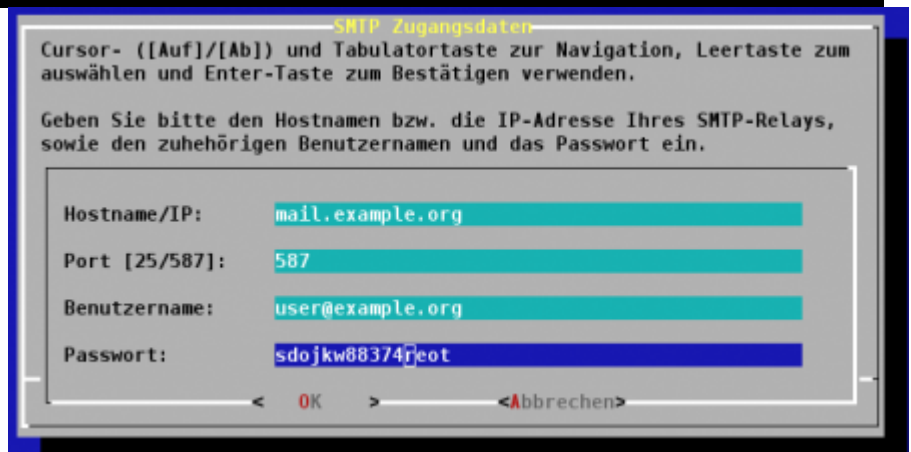 SMTP Zugangsdaten
Cursor- ([Auf]/[Ab]) und Tabulatortaste zur Navigation, Leertaste zum
auswählen und Enter-Taste zum Bestätigen verwenden.
Geben Sie bitte den Hostnamen bzw. die IP-Adresse Ihres SMTP-Relays,
sowie den zuhehörigen Benutzernamen und das Passwort ein.
Hostname/IP: mail.example.org
Port [25/587]: 587
Benutzername: user@example.org
Passwort: sdojkw88374reot
< OK > <Abbrechen>